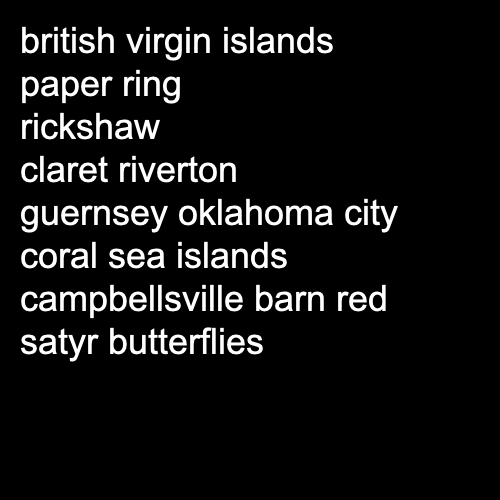 british virgin islands
paper ring
rickshaw
claret riverton
guernsey oklahoma city
coral sea islands
campbellsville barn red
satyr butterflies